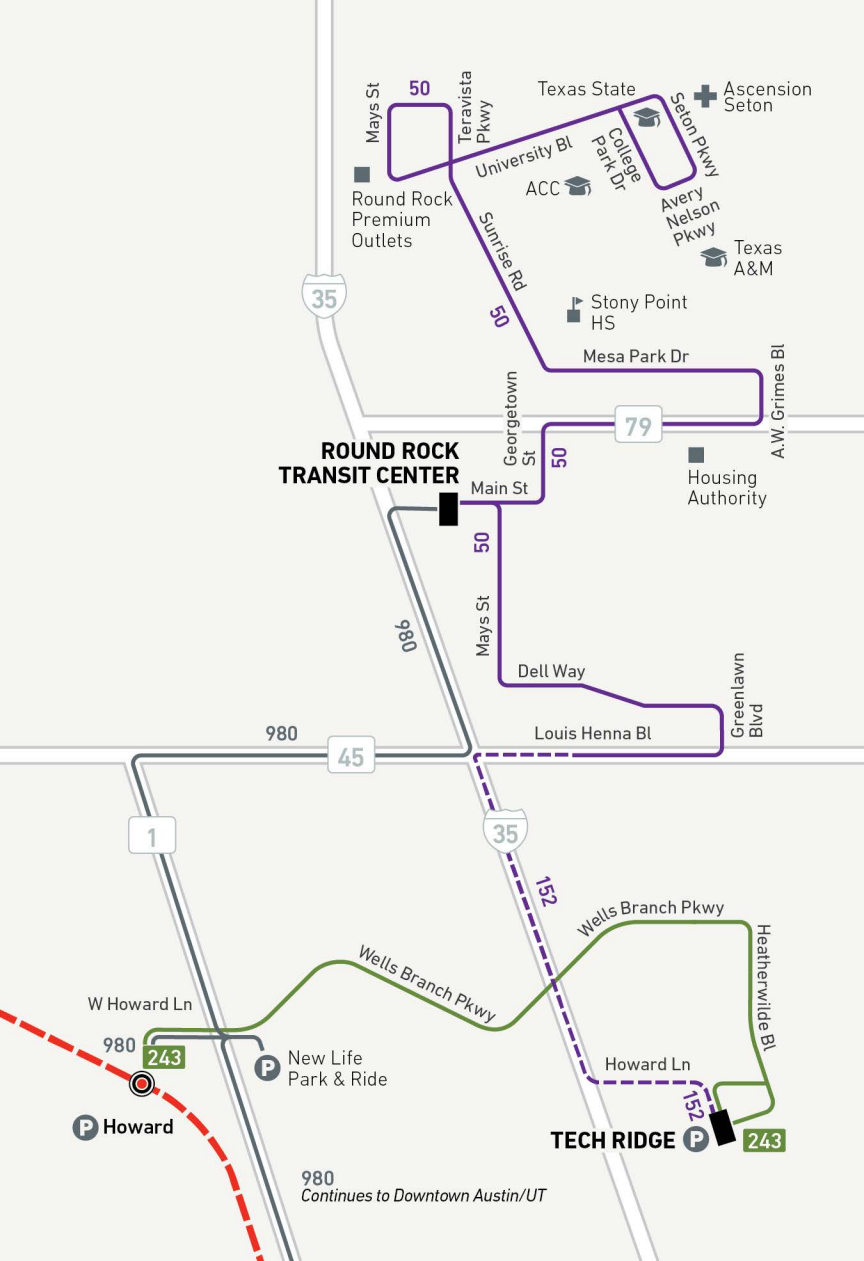 50
Mays St
Teravista
Pkwy
Texas State
Ascension
Seton
Seton Pkwy
University Bl
College
Park Dr
ACC
Avery
Nelson
Pkwy
Round Rock
Premium
Outlets
Sunrise Rd
Texas
A&M
35
Stony Point
HS
50
Mesa Park Dr
A.W. Grimes Bl
Georgetown
St
79
50
ROUND ROCK
TRANSIT CENTER
Main St
Housing
Authority
50
Mays St
980
Dell Way
Greenlawn
Blvd
980
45
Louis Henna Bl
1
35
152
Wells Branch Pkwy
Wells Branch Pkwy
Heatherwilde Bl
W Howard Ln
980
243
P
New Life
Park & Ride
Howard Ln
152
P Howard
TECH RIDGE P
243
980
Continues to Downtown Austin/UT